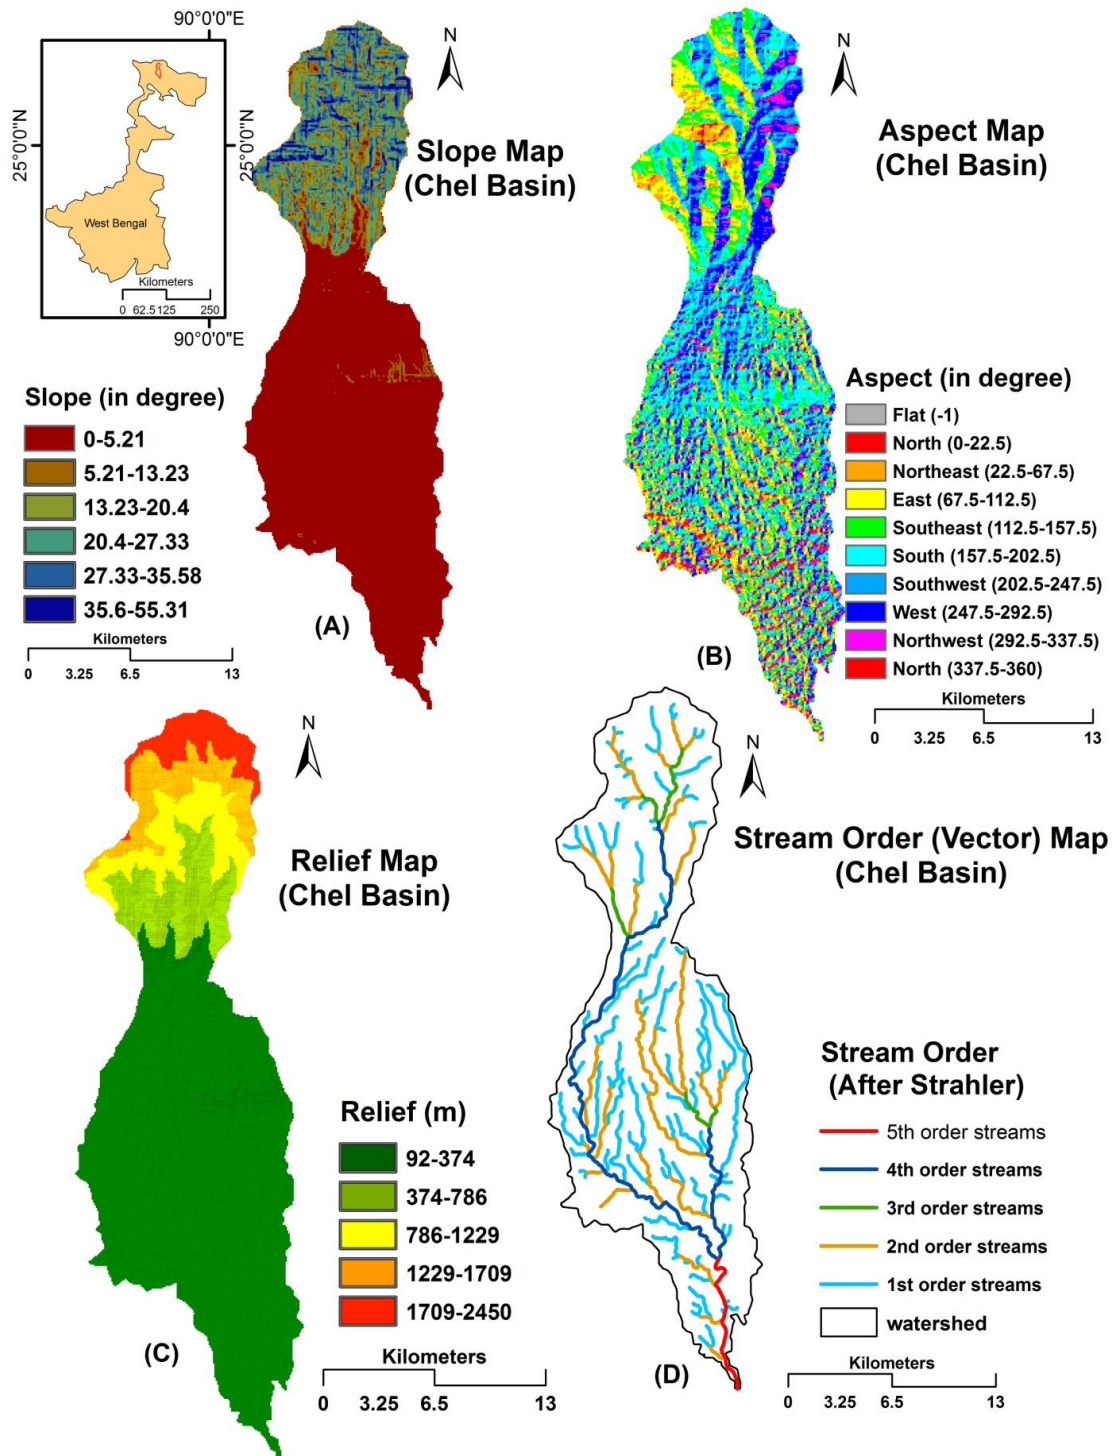 90°0'0"E
25°0'0"N
25°0'0"N
West Bengal
Kilometers
0 62.5 125 250
90°0'0"E
N
Slope Map
(Chel Basin)
Slope (in degree)
0-5.21
5.21-13.23
13.23-20.4
20.4-27.33
27.33-35.58
35.6-55.31
Kilometers
0 3.25 6.5 13
(A)
N
Aspect Map
(Chel Basin)
Aspect (in degree)
Flat (-1)
North (0-22.5)
Northeast (22.5-67.5)
East (67.5-112.5)
Southeast (112.5-157.5)
South (157.5-202.5)
Southwest (202.5-247.5)
West (247.5-292.5)
Northwest (292.5-337.5)
North (337.5-360)
(B)
Kilometers
0 3.25 6.5 13
N
Relief Map
(Chel Basin)
Relief (m)
92-374
374-786
786-1229
1229-1709
1709-2450
(C)
Kilometers
0 3.25 6.5 13
N
Stream Order (Vector) Map
(Chel Basin)
Stream Order
(After Strahler)
5th order streams
4th order streams
3rd order streams
2nd order streams
1st order streams
watershed
(D)
Kilometers
0 3.25 6.5 13